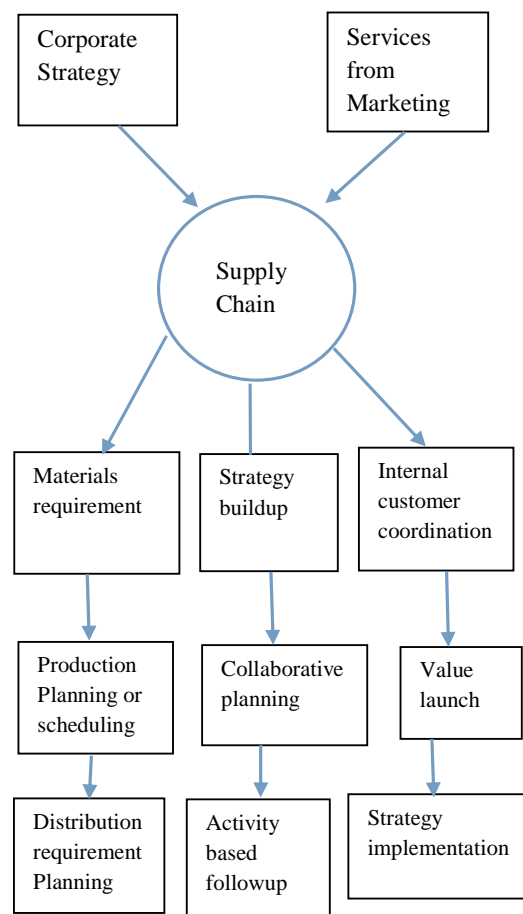 Corporate
Strategy
Services
from
Marketing
Supply
Chain
Materials
requirement
Strategy
buildup
Internal
customer
coordination
Production
Planning or
scheduling
Collaborative
planning
Value
launch
Distribution
requirement
Planning
Activity
based
followup
Strategy
implementation